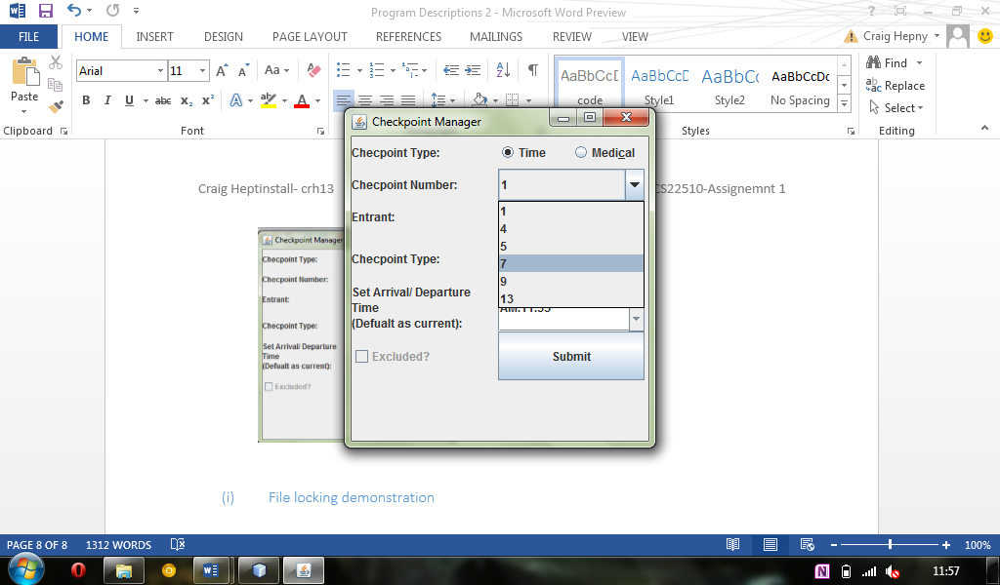 Program Descriptions 2 - Microsoft Word Preview
FILE HOME INSERT DESIGN PAGE LAYOUT REFERENCES MAILINGS REVIEW VIEW Craig Hepny
Arial 11 Aa AaBbCcD AaBbCcD AaBbCc AaBbCcDc Find
Paste B I U abc x₂ x² A A code Style1 Style2 No Spacing Replace
Select
Clipboard Font Styles Editing
Checkpoint Manager
Checpoint Type: Time Medical
Craig Heptinstall- crh13 CS22510-Assignemnt 1
Checpoint Number: 1
1
Entrant:
4
5
Checpoint Type: 7
9
13
Set Arrival/ Departure
Time
(Defualt as current):
AM:11:55
Excluded? Submit
Checkpoint Manager
Checpoint Type:
Checpoint Number:
Entrant:
Checpoint Type:
Set Arrival/ Departure
Time
(Defualt as current):
Excluded?
(i) File locking demonstration
PAGE 8 OF 8 1312 WORDS 100%
11:57